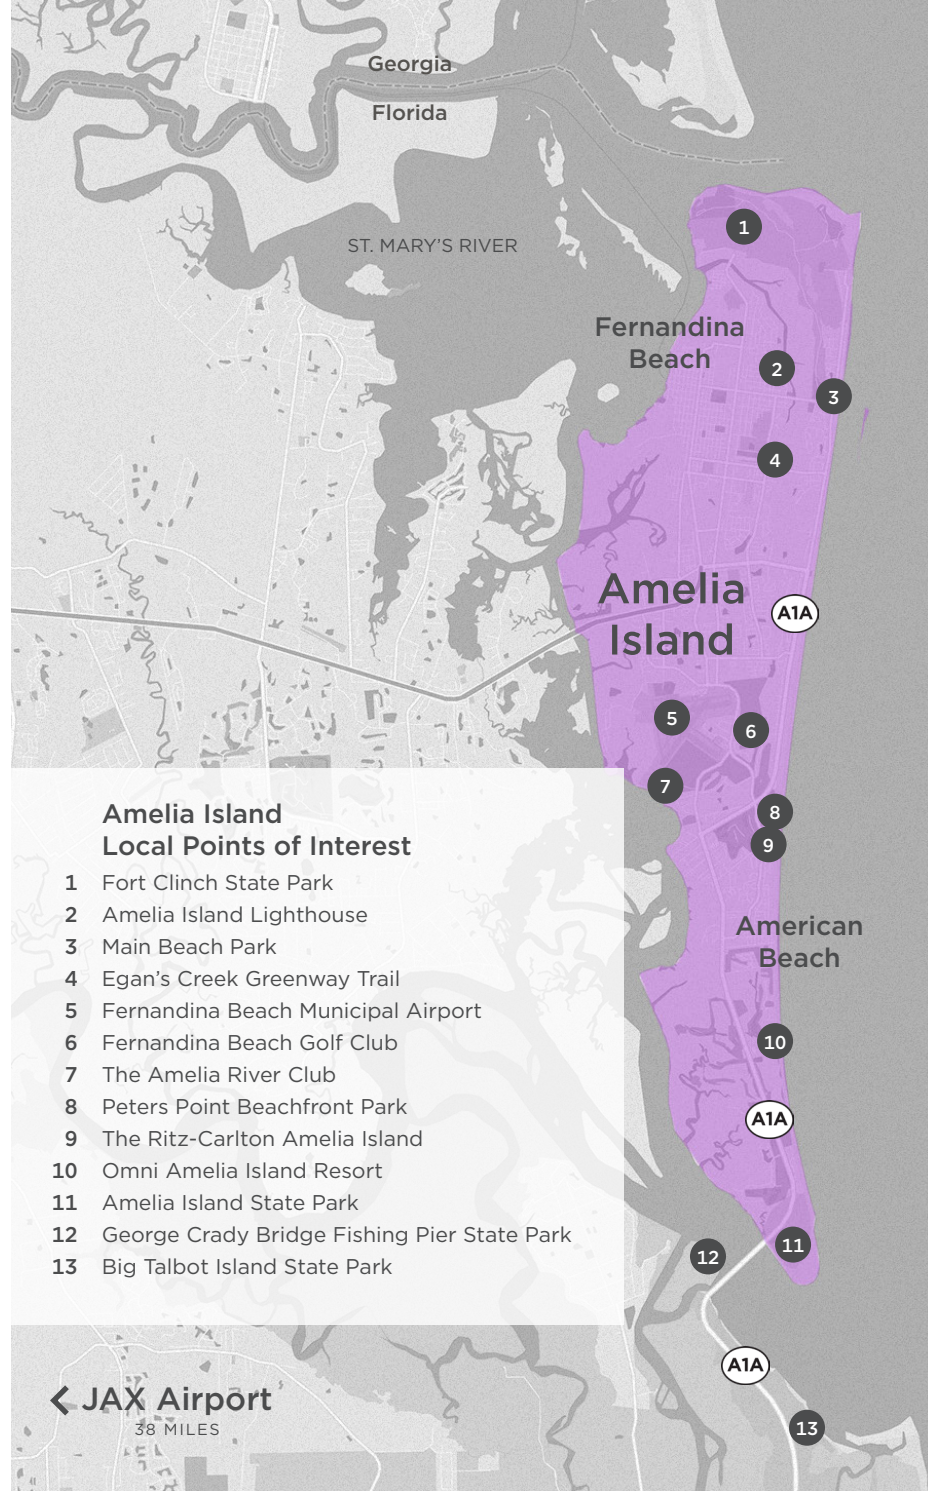 Georgia
Florida
ST. MARY'S RIVER
1
Fernandina
Beach
2
3
4
Amelia
Island
A1A
5
6
7
8
9
American
Beach
10
A1A
11
12
A1A
13
Amelia Island
Local Points of Interest
1 Fort Clinch State Park
2 Amelia Island Lighthouse
3 Main Beach Park
4 Egan's Creek Greenway Trail
5 Fernandina Beach Municipal Airport
6 Fernandina Beach Golf Club
7 The Amelia River Club
8 Peters Point Beachfront Park
9 The Ritz-Carlton Amelia Island
10 Omni Amelia Island Resort
11 Amelia Island State Park
12 George Crady Bridge Fishing Pier State Park
13 Big Talbot Island State Park
JAX Airport
38 MILES